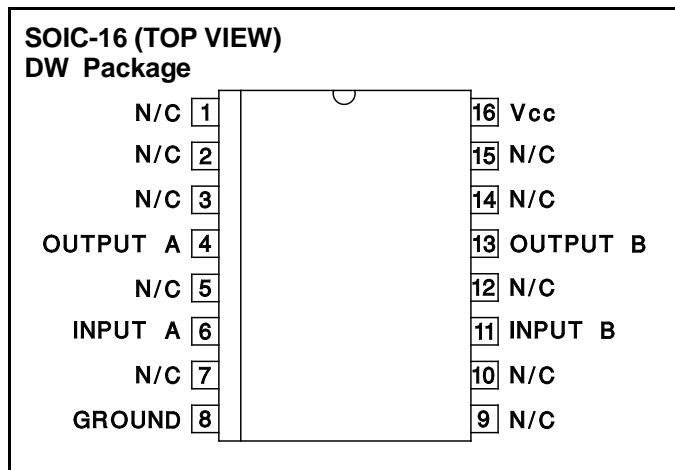 SOIC-16 (TOP VIEW)
DW Package
N/C 1 16 Vcc
N/C 2 15 N/C
N/C 3 14 N/C
OUTPUT A 4 13 OUTPUT B
N/C 5 12 N/C
INPUT A 6 11 INPUT B
N/C 7 10 N/C
GROUND 8 9 N/C